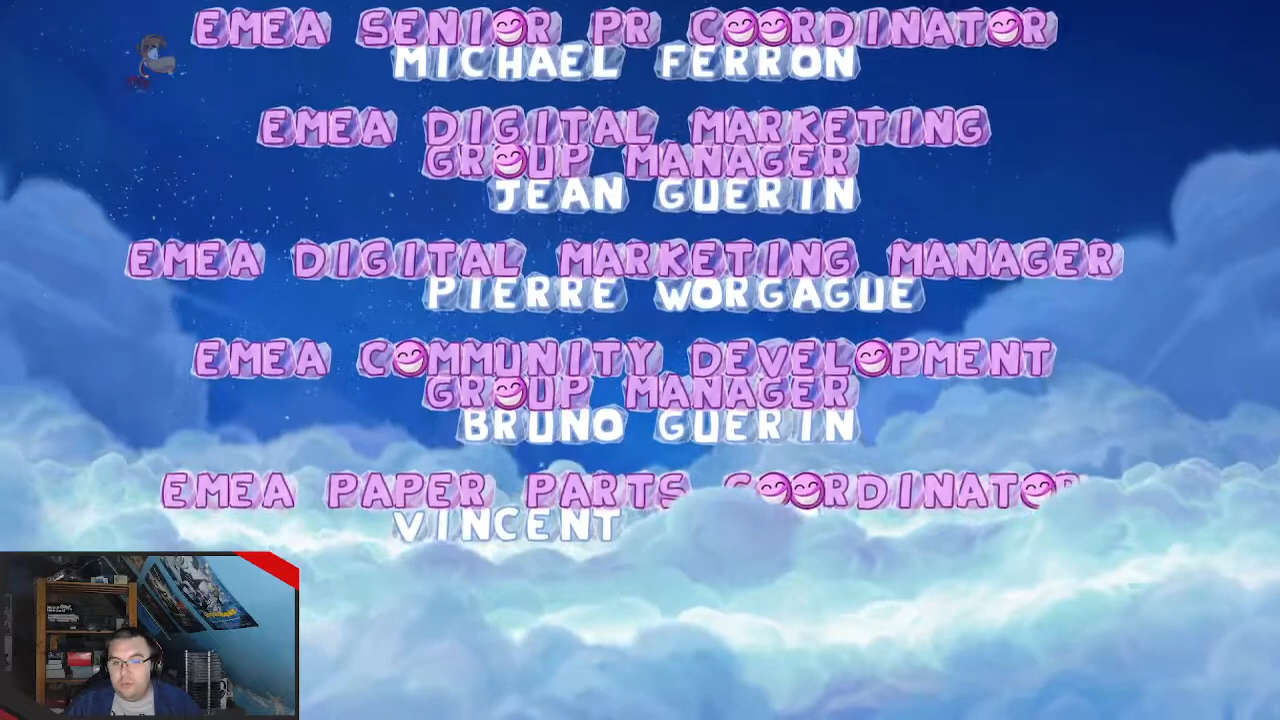 EMEA SENIOR PR COORDINATOR
MICHAEL FERRON
EMEA DIGITAL MARKETING
GROUP MANAGER
JEAN GUERIN
EMEA DIGITAL MARKETING MANAGER
PIERRE WORGAGUE
EMEA COMMUNITY DEVELOPMENT
GROUP MANAGER
BRUNO GUERIN
EMEA PAPER PARTS COORDINATOR
VINCENT